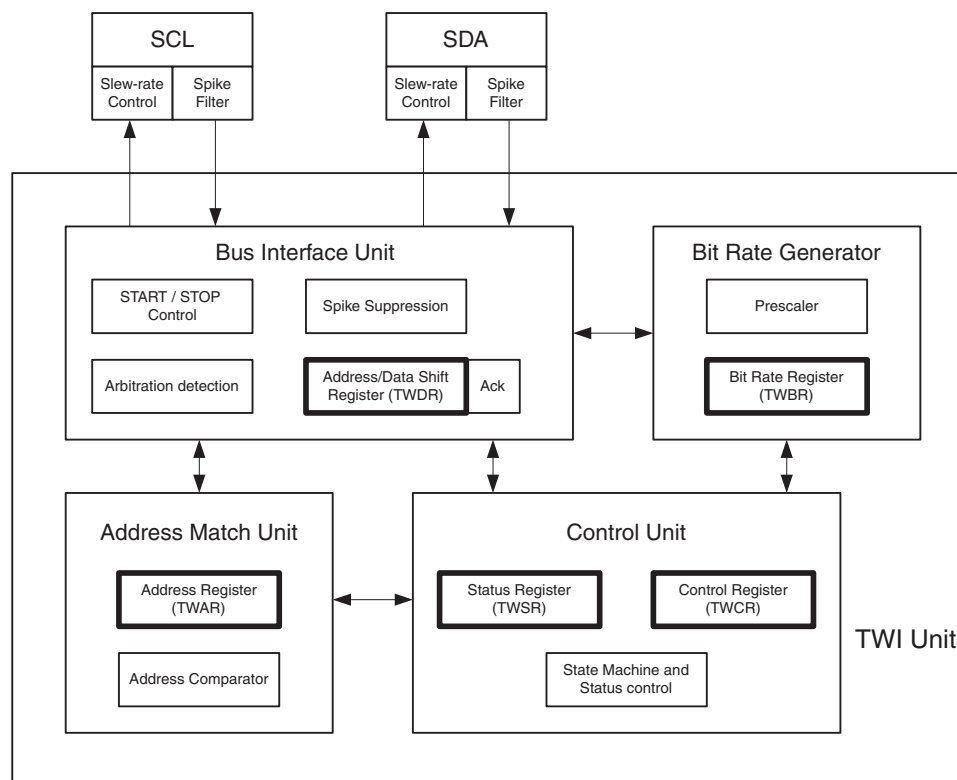 SCL
SDA
Slew-rate
Control
Spike
Filter
Slew-rate
Control
Spike
Filter
Bus Interface Unit
START / STOP
Control
Spike Suppression
Arbitration detection
Address/Data Shift
Register (TWDR)
Ack
Bit Rate Generator
Prescaler
Bit Rate Register
(TWBR)
Address Match Unit
Address Register
(TWAR)
Address Comparator
Control Unit
Status Register
(TWSR)
Control Register
(TWCR)
State Machine and
Status control
TWI Unit